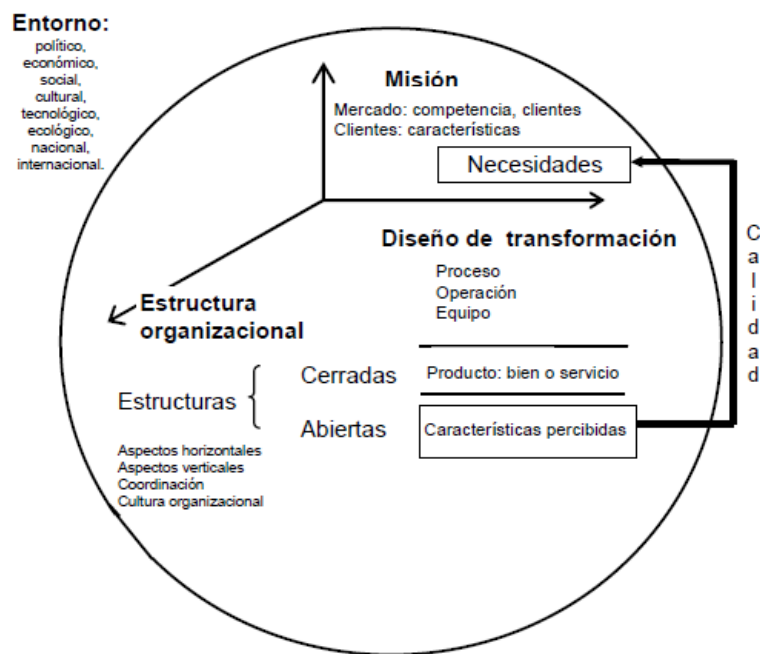 Entorno:
político,
económico,
social,
cultural,
tecnológico,
ecológico,
nacional,
internacional.
Misión
Mercado: competencia, clientes
Clientes: características
Necesidades
Diseño de transformación
Proceso
Operación
Equipo
Producto: bien o servicio
Características percibidas
Calidad
Estructura
organizacional
Estructuras
Cerradas
Abiertas
Aspectos horizontales
Aspectos verticales
Coordinación
Cultura organizacional